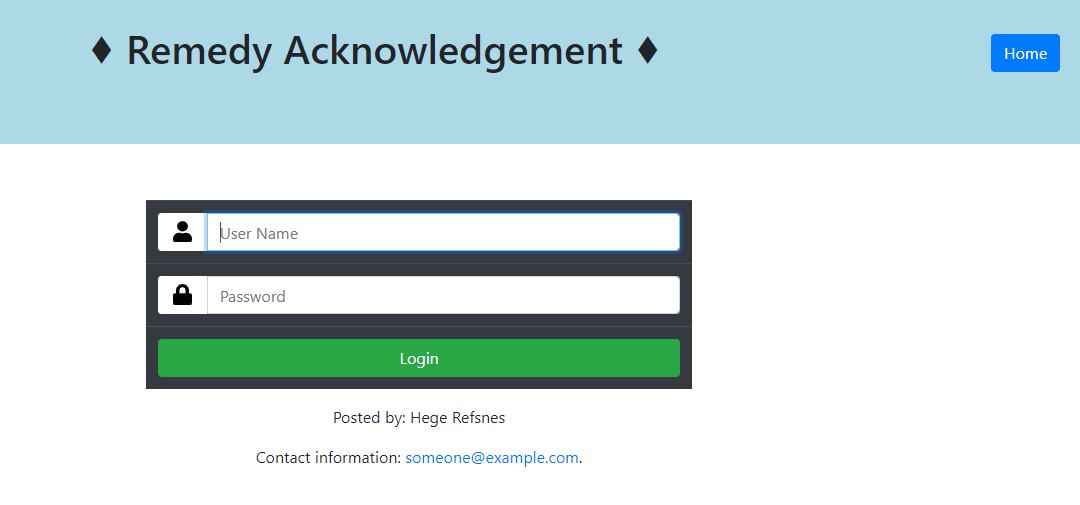 ♦ Remedy Acknowledgement ♦
Home
User Name
Password
Login
Posted by: Hege Refsnes
Contact information: someone@example.com.